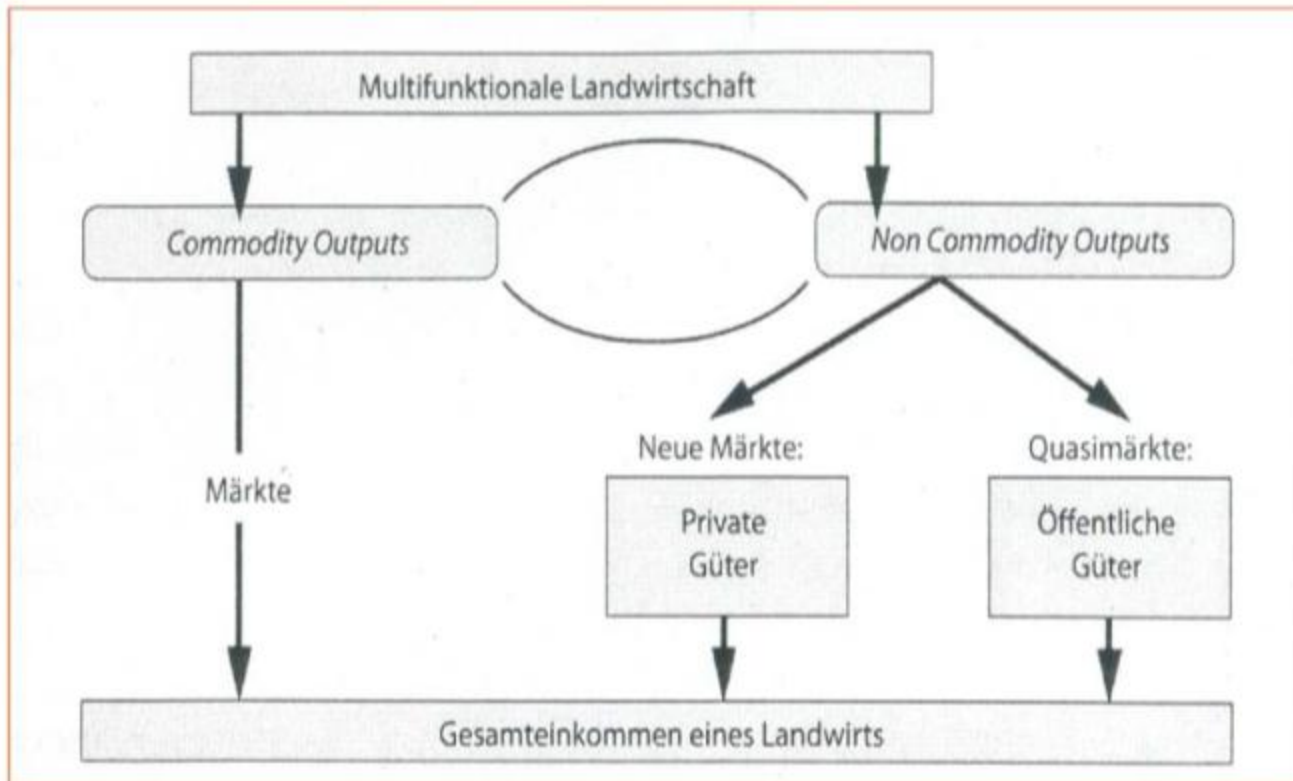 Multifunktionale Landwirtschaft
Commodity Outputs
Non Commodity Outputs
Neue Märkte:
Quasimärkte:
Märkte
Private
Güter
Öffentliche
Güter
Gesamteinkommen eines Landwirts